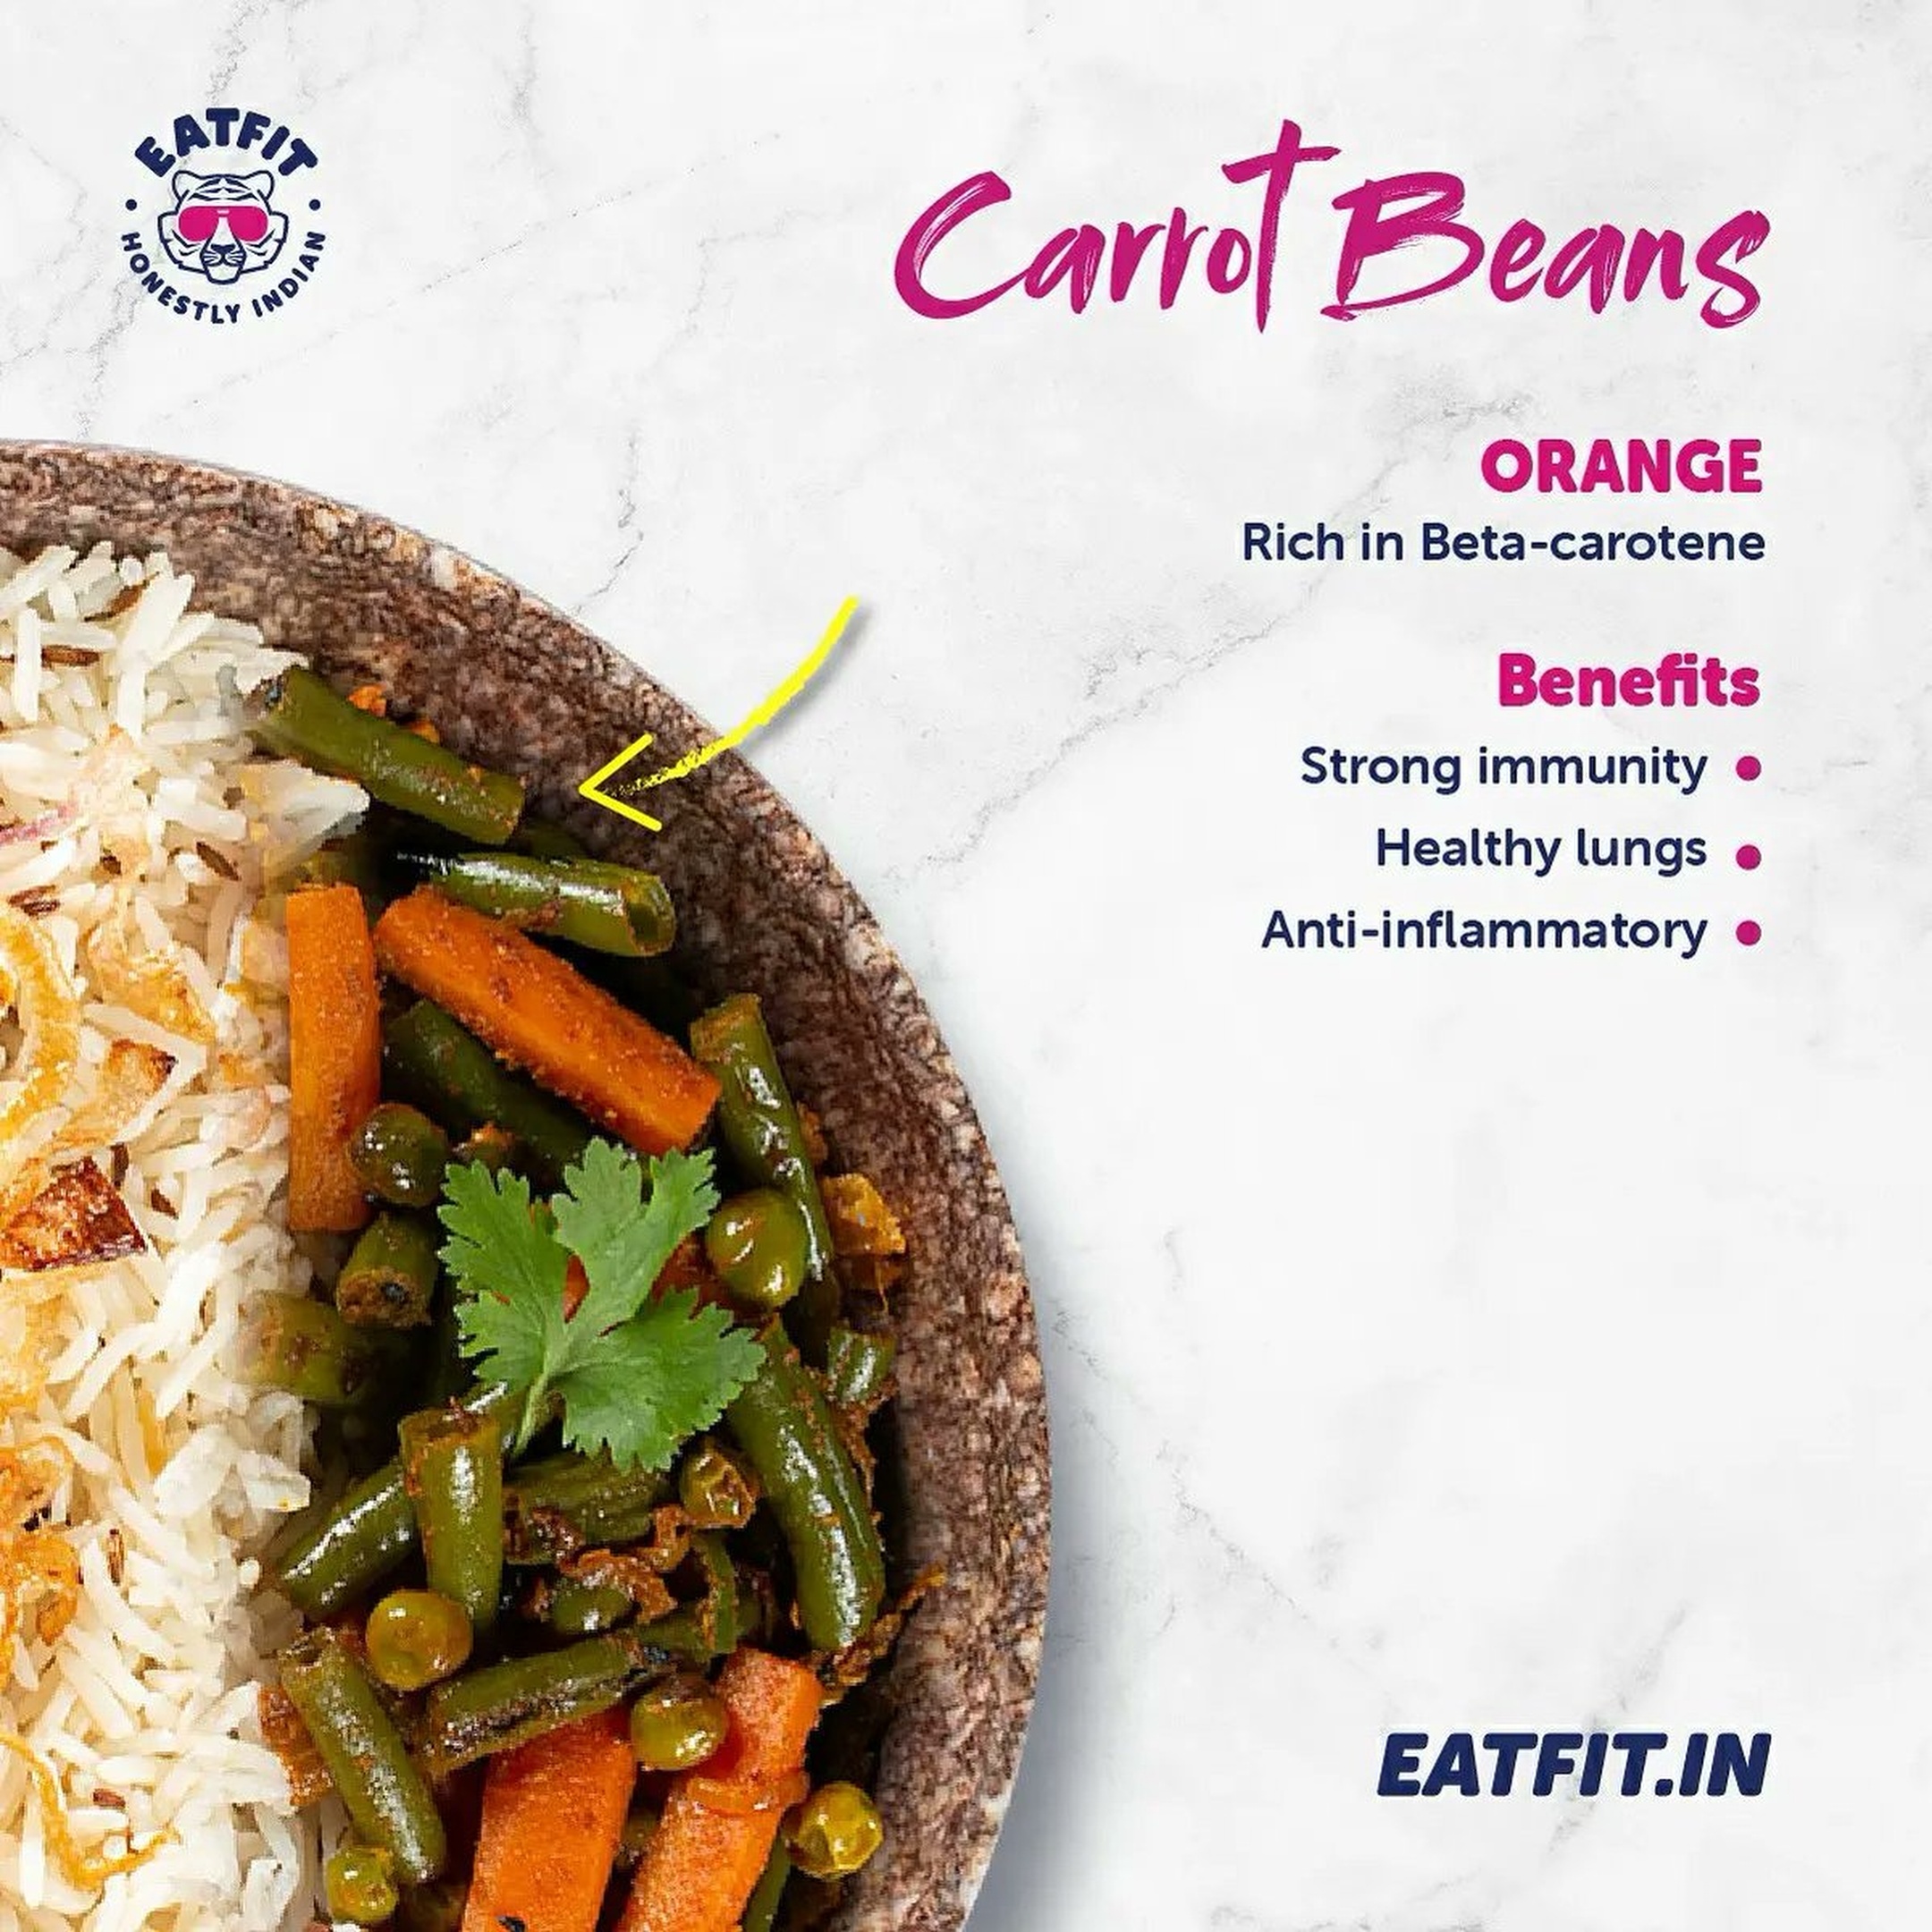 EATFIT
HONESTLY INDIAN
Carrot Beans
ORANGE
Rich in Beta-carotene
Benefits
Strong immunity
Healthy lungs
Anti-inflammatory
EATFIT.IN